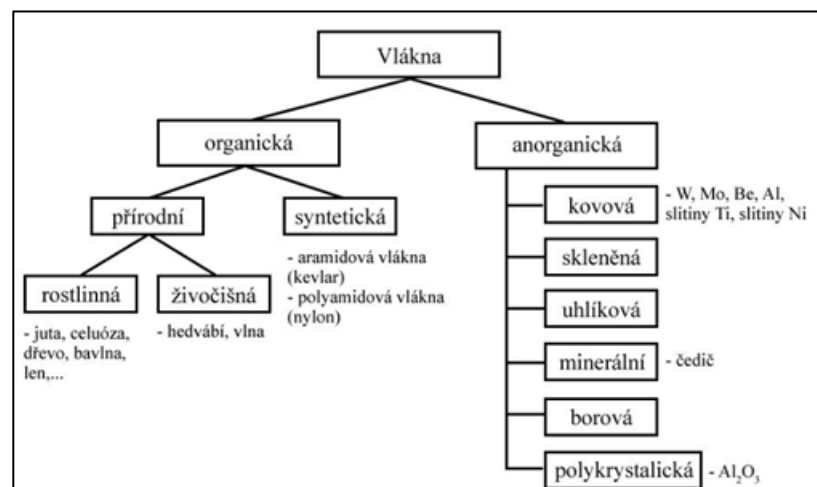 Vlákna
organická
anorganická
přírodní
syntetická
- aramidová vlákna
(kevlar)
- polyamidová vlákna
(nylon)
rostlinná
- juta, celuóza,
dřevo, bavlna,
len,...
živočišná
- hedvábí, vlna
kovová
- W, Mo, Be, Al,
slitiny Ti, slitiny Ni
skleněná
uhlíková
minerální
- čedič
borová
polykrystalická
- Al₂O₃